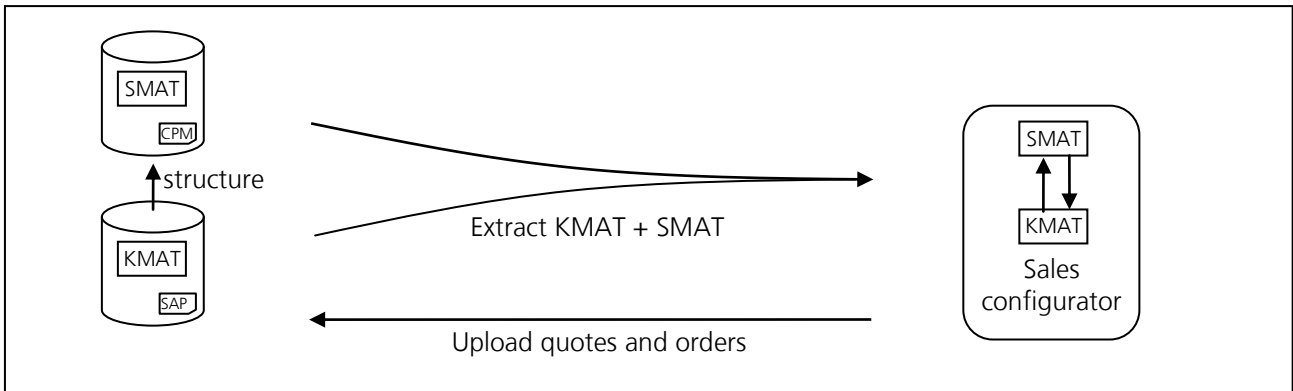 SMAT
CPM
structure
KMAT
SAP
Extract KMAT + SMAT
Upload quotes and orders
SMAT
KMAT
Sales
configurator